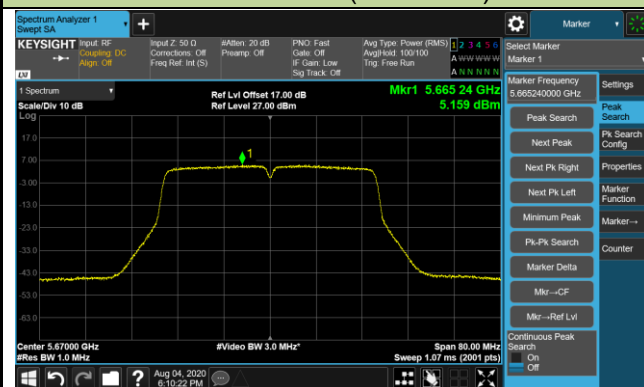 Spectrum Analyzer 1
Swept SA
Marker
KEYSIGHT
Input: RF
Coupling: DC
Align: Off
Input Z: 50 Ω
Corrections: Off
Freq Ref: Int (S)
#Atten: 20 dB
Preamp: Off
PNO: Fast
Gate: Off
IF Gain: Low
Sig Track: Off
Avg Type: Power (RMS)
Avg|Hold: 100/100
Trig: Free Run
1 2 3 4 5 6
A W W W W W
A N N N N N
LXI
Select Marker
Marker 1
1 Spectrum
Scale/Div 10 dB
Log
Ref Lvl Offset 17.00 dB
Ref Level 27.00 dBm
Mkr1 5.665 24 GHz
5.159 dBm
17.0
7.00
-3.00
-13.0
-23.0
-33.0
-43.0
-53.0
-63.0
1
Center 5.67000 GHz
#Res BW 1.0 MHz
#Video BW 3.0 MHz*
Span 80.00 MHz
Sweep 1.07 ms (2001 pts)
Marker Frequency
5.665240000 GHz
Peak Search
Next Peak
Next Pk Right
Next Pk Left
Minimum Peak
Pk-Pk Search
Marker Delta
Mkr→CF
Mkr→Ref Lvl
Continuous Peak
Search
On
Off
Settings
Peak
Search
Pk Search
Config
Properties
Marker
Function
Marker→
Counter
Aug 04, 2020
6:10:22 PM